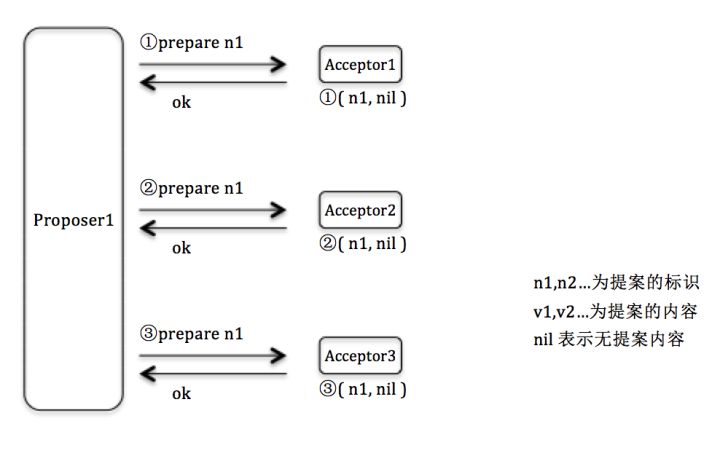 ①prepare n1
ok
Acceptor1
①( n1, nil )
Proposer1
②prepare n1
ok
Acceptor2
②( n1, nil )
③prepare n1
ok
Acceptor3
③( n1, nil )
n1,n2…为提案的标识
v1,v2…为提案的内容
nil 表示无提案内容